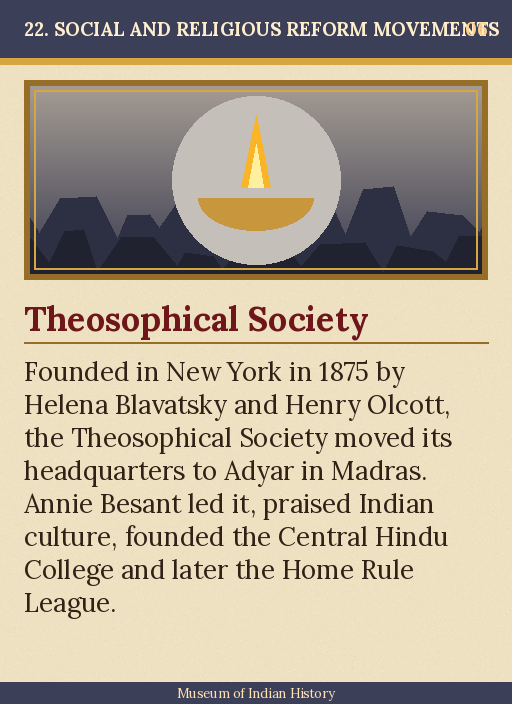 22. SOCIAL AND RELIGIOUS REFORM MOVEMENTS
Theosophical Society
Founded in New York in 1875 by
Helena Blavatsky and Henry Olcott,
the Theosophical Society moved its
headquarters to Adyar in Madras.
Annie Besant led it, praised Indian
culture, founded the Central Hindu
College and later the Home Rule
League.
Museum of Indian History